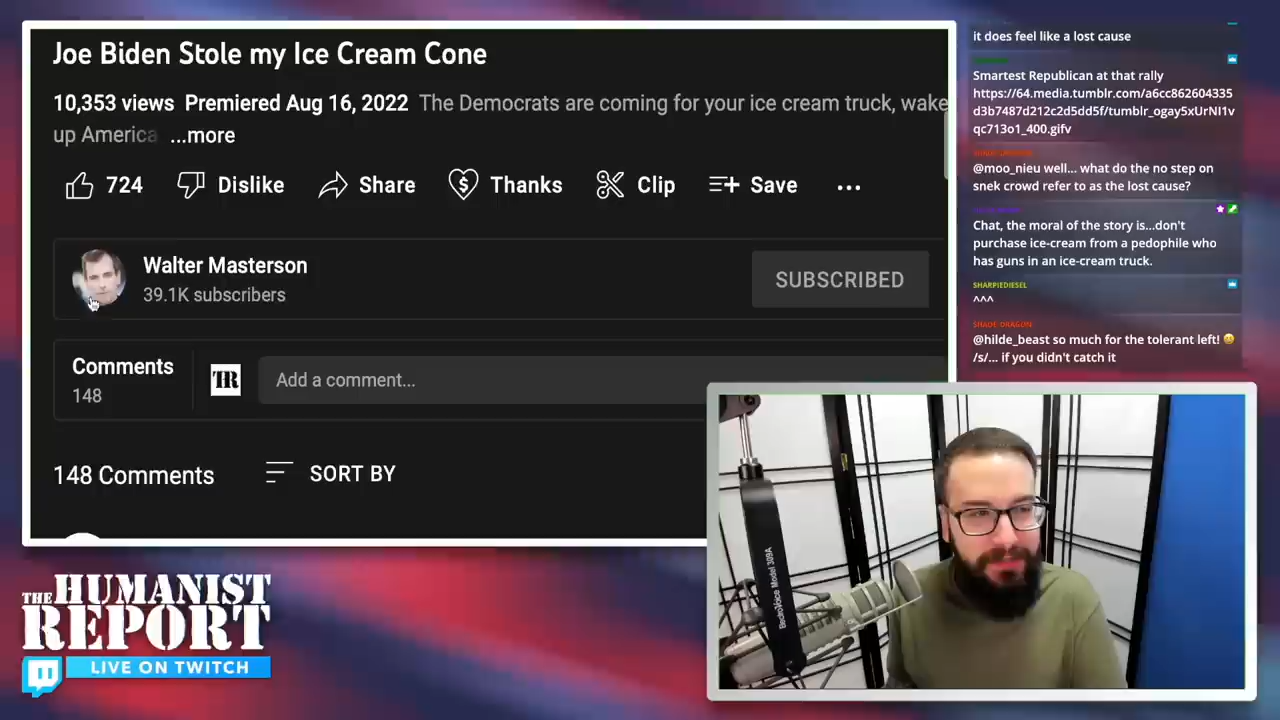 Joe Biden Stole my Ice Cream Cone
10,353 views Premiered Aug 16, 2022 The Democrats are coming for your ice cream truck, wake
up America ...more
724 Dislike Share Thanks Clip Save
Walter Masterson
39.1K subscribers
SUBSCRIBED
Comments
148
TR
Add a comment...
148 Comments SORT BY
it does feel like a lost cause
Smartest Republican at that rally
https://64.media.tumblr.com/a6cc862604335
d3b7487d212c2d5dd5f/tumblr_ogay5xUrNI1v
qc713o1_400.gifv
@moo_nieu well... what do the no step on
snek crowd refer to as the lost cause?
Chat, the moral of the story is...don't
purchase ice-cream from a pedophile who
has guns in an ice-cream truck.
SHARPIEDIESEL
^^^
SHADE_DRAGON
@hilde_beast so much for the tolerant left!
/s/... if you didn't catch it
THE HUMANIST
REPORT
LIVE ON TWITCH